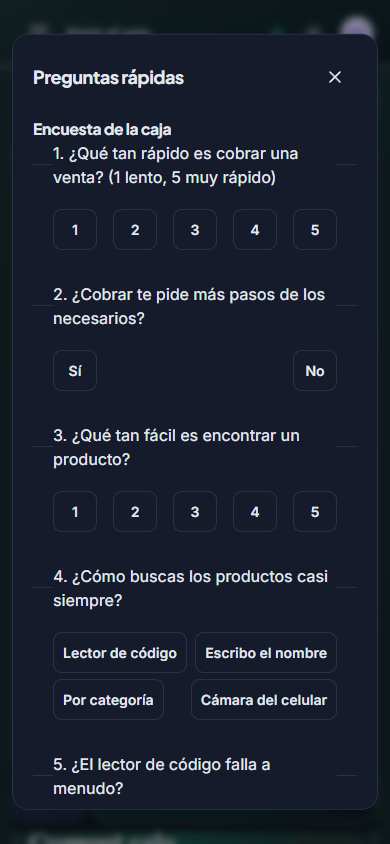 Preguntas rápidas
Encuesta de la caja
1. ¿Qué tan rápido es cobrar una
venta? (1 lento, 5 muy rápido)
1 2 3 4 5
2. ¿Cobrar te pide más pasos de los
necesarios?
Sí No
3. ¿Qué tan fácil es encontrar un
producto?
1 2 3 4 5
4. ¿Cómo buscas los productos casi
siempre?
Lector de código Escribo el nombre
Por categoría Cámara del celular
5. ¿El lector de código falla a
menudo?